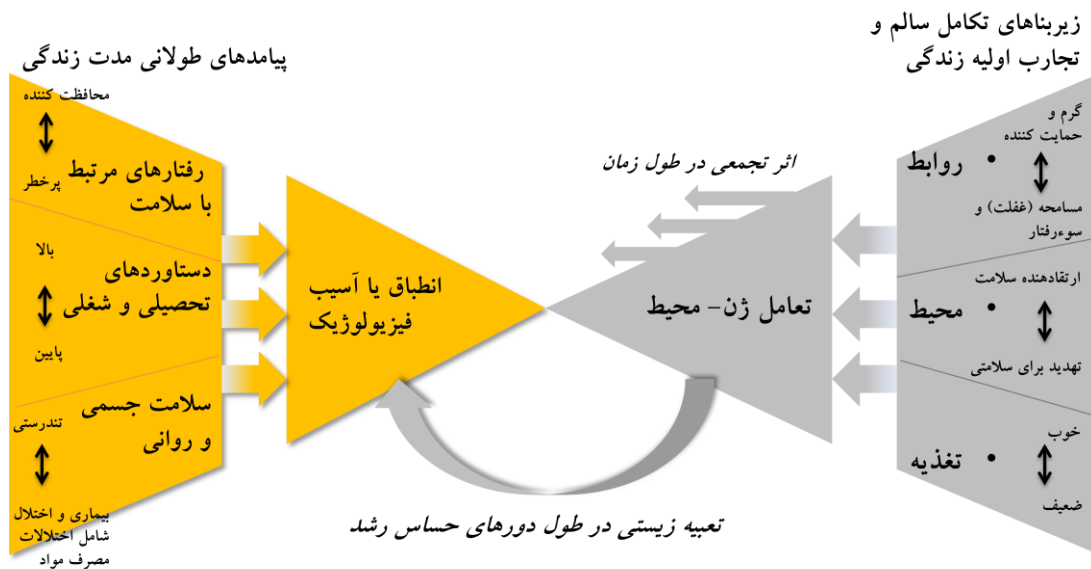 زیربناهای تکامل سالم و
تجارب اولیه زندگی
گرم و
حمایت کننده
• روابط
مسامحه (غفلت) و
سوءرفتار
ارتقادهنده سلامت
• محیط
تهدید برای سلامتی
خوب
• تغذیه
ضعیف
اثر تجمعی در طول زمان
تعامل ژن- محیط
تعبیه زیستی در طول دورهای حساس رشد
انطباق یا آسیب
فیزیولوژیک
پیامدهای طولانی مدت زندگی
محافظت کننده
رفتارهای مرتبط
با سلامت
پرخطر
بالا
دستاوردهای
تحصیلی و شغلی
پایین
سلامت جسمی
و روانی
تندرستی
بیماری و اختلال
شامل اختلالات
مصرف مواد